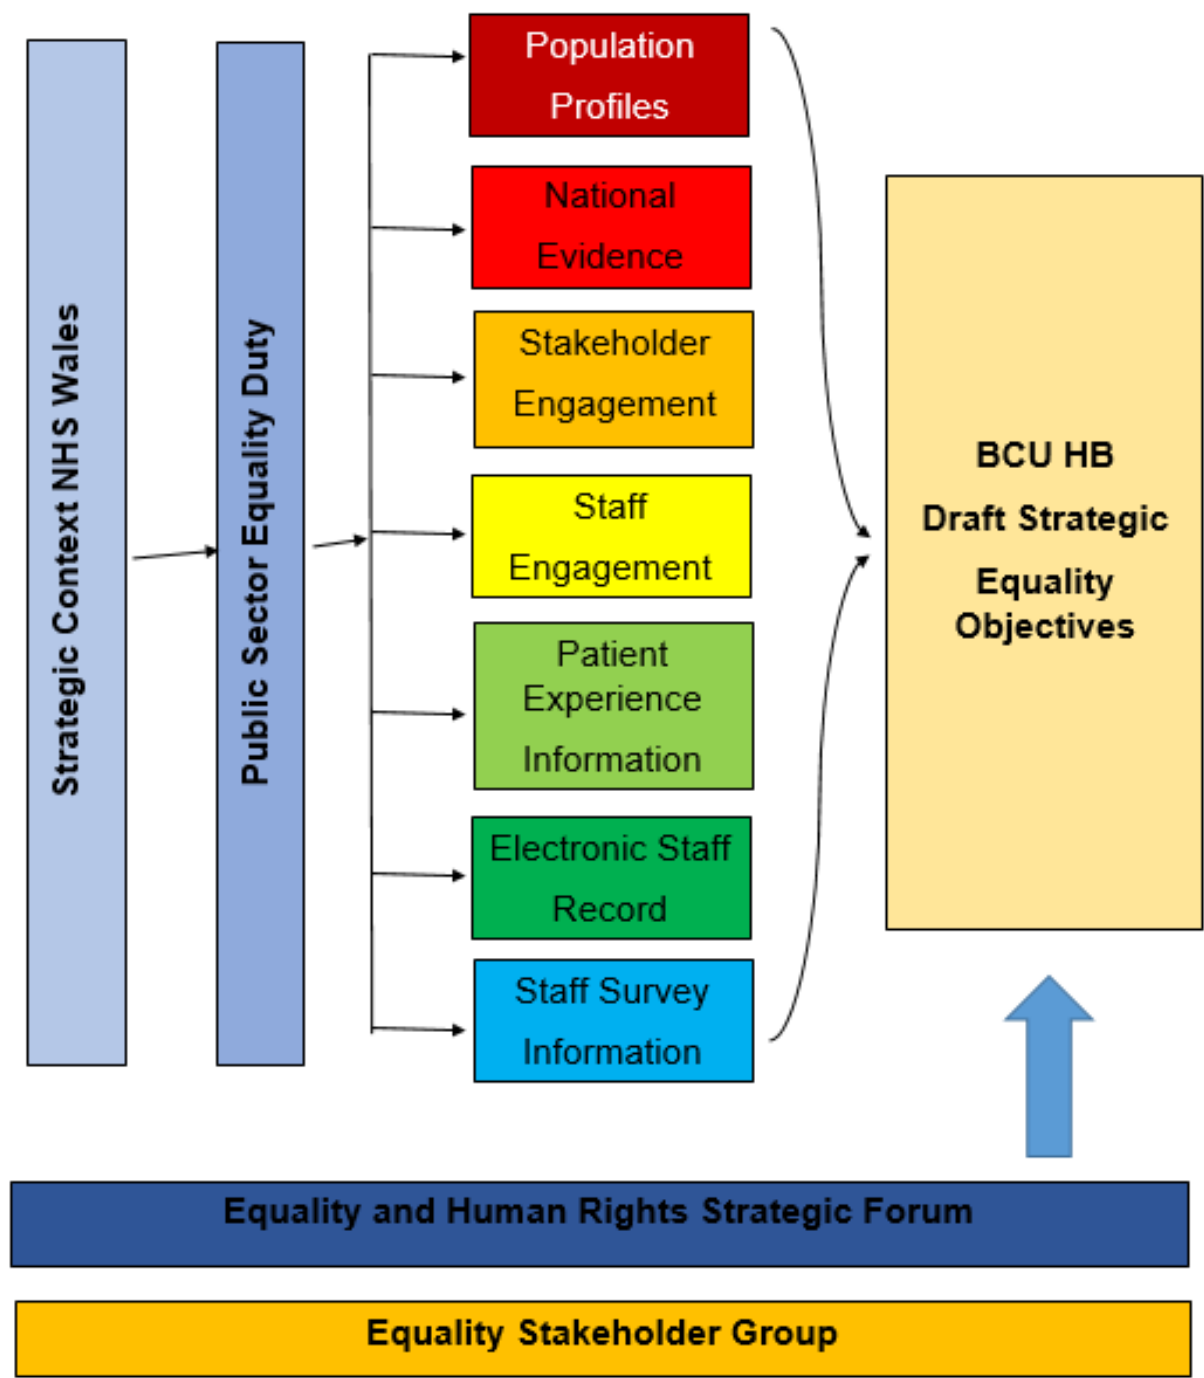 Strategic Context NHS Wales
Public Sector Equality Duty
Population
Profiles
National
Evidence
Stakeholder
Engagement
Staff
Engagement
Patient
Experience
Information
Electronic Staff
Record
Staff Survey
Information
BCU HB
Draft Strategic
Equality
Objectives
Equality and Human Rights Strategic Forum
Equality Stakeholder Group